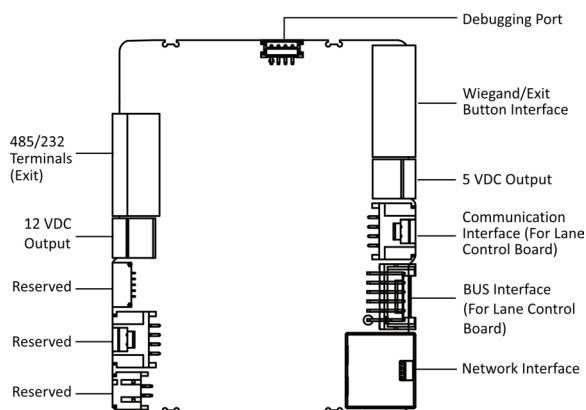 Debugging Port
Wiegand/Exit
Button Interface
485/232
Terminals
(Exit)
5 VDC Output
12 VDC
Output
Communication
Interface (For Lane
Control Board)
Reserved
BUS Interface
(For Lane Control
Board)
Reserved
Network Interface
Reserved